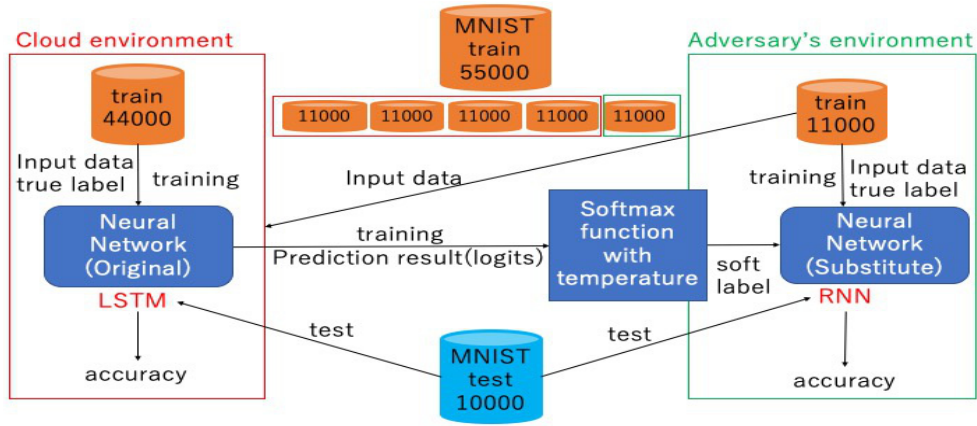 Cloud environment
MNIST
train
55000
Adversary's environment
train
44000
11000
11000
11000
11000
11000
train
11000
Input data
true label
training
Input data
training
Input data
true label
Neural
Network
(Original)
LSTM
training
Prediction result(logits)
Softmax
function
with
temperature
soft
label
Neural
Network
(Substitute)
RNN
test
test
accuracy
MNIST
test
10000
accuracy